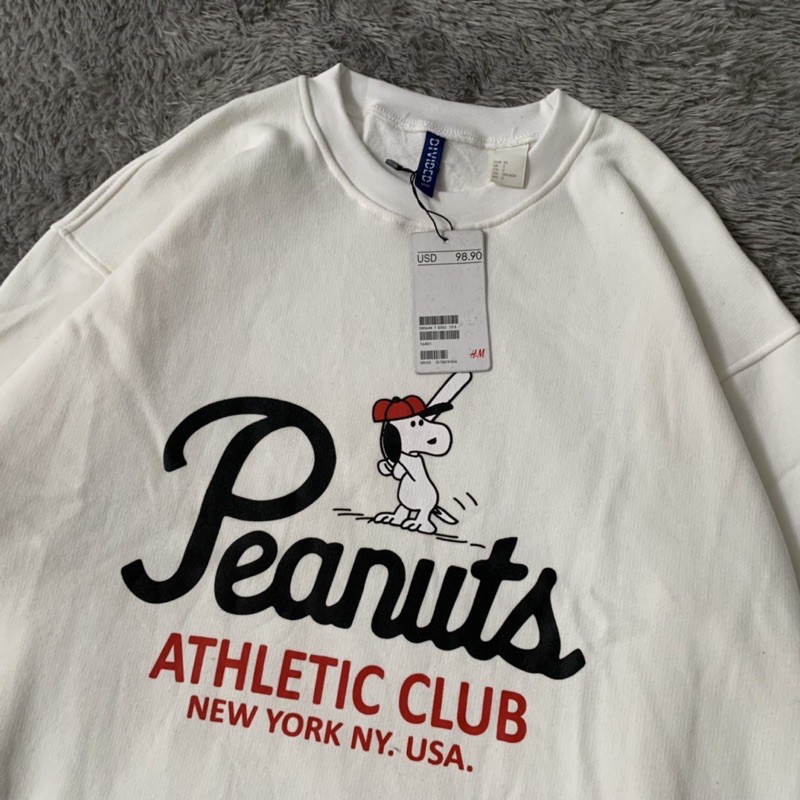 DIVIDED
USD 98.90
H&M
Peanuts
ATHLETIC CLUB
NEW YORK NY. USA.